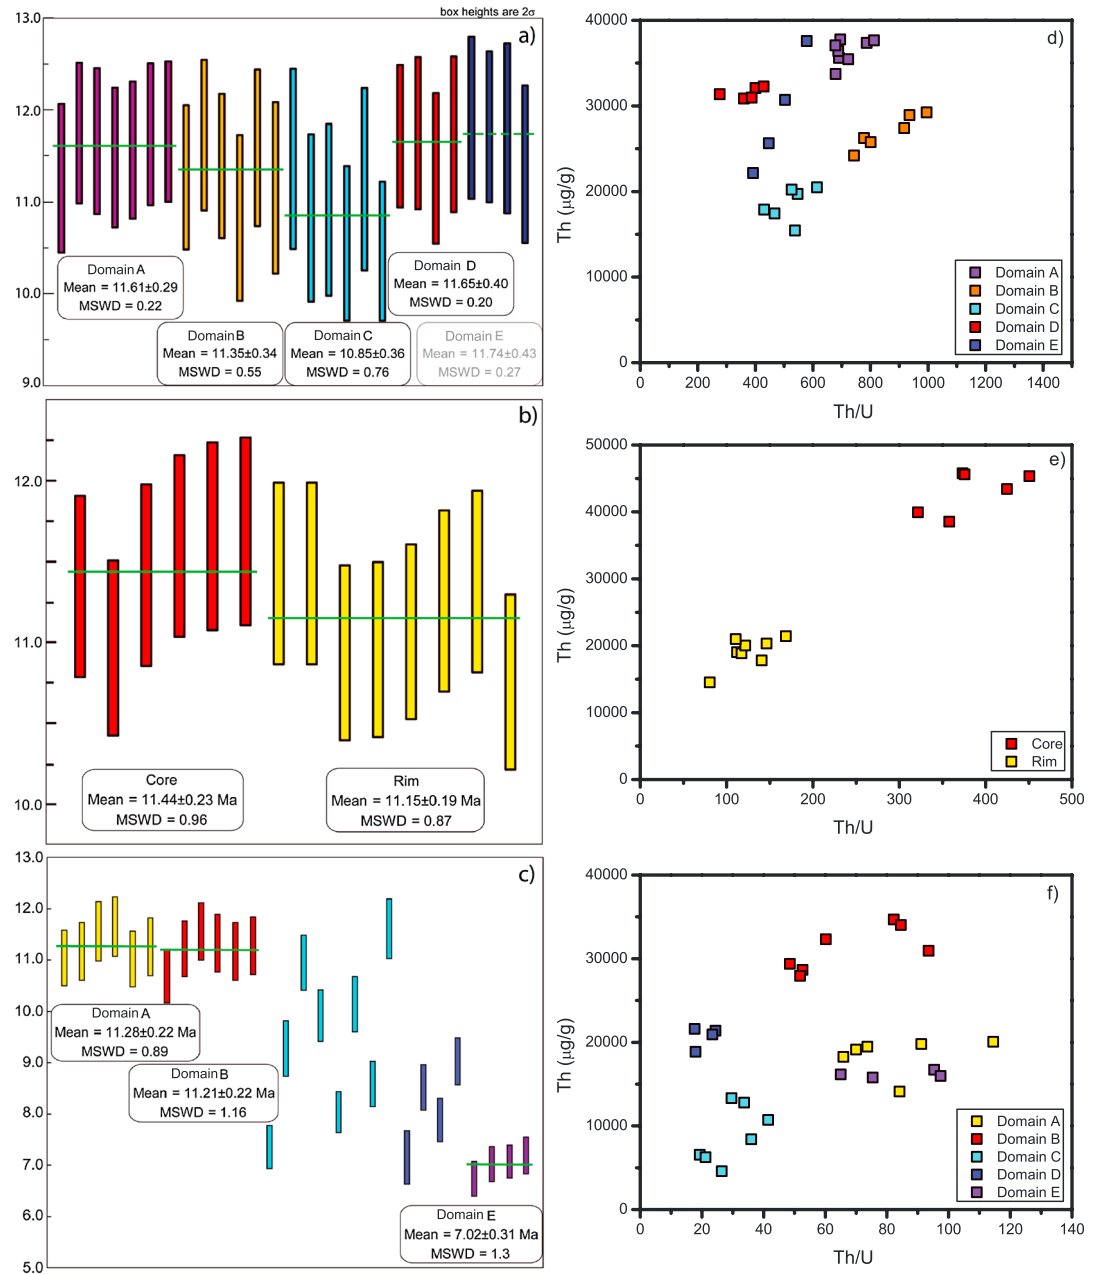 box heights are 2σ
a)
13.0
12.0
11.0
10.0
9.0
Domain A
Mean = 11.61±0.29
MSWD = 0.22
Domain B
Mean = 11.35±0.34
MSWD = 0.55
Domain C
Mean = 10.85±0.36
MSWD = 0.76
Domain D
Mean = 11.65±0.40
MSWD = 0.20
Domain E
Mean = 11.74±0.43
MSWD = 0.27
b)
12.0
11.0
10.0
Core
Mean = 11.44±0.23 Ma
MSWD = 0.96
Rim
Mean = 11.15±0.19 Ma
MSWD = 0.87
c)
13.0
12.0
11.0
10.0
9.0
8.0
7.0
6.0
5.0
Domain A
Mean = 11.28±0.22 Ma
MSWD = 0.89
Domain B
Mean = 11.21±0.22 Ma
MSWD = 1.16
Domain E
Mean = 7.02±0.31 Ma
MSWD = 1.3
d)
40000
30000
20000
10000
0
Th (µg/g)
Domain A
Domain B
Domain C
Domain D
Domain E
0 200 400 600 800 1000 1200 1400
Th/U
e)
50000
40000
30000
20000
10000
0
Th (µg/g)
Core
Rim
0 100 200 300 400 500
Th/U
f)
40000
30000
20000
10000
0
Th (µg/g)
Domain A
Domain B
Domain C
Domain D
Domain E
0 20 40 60 80 100 120 140
Th/U